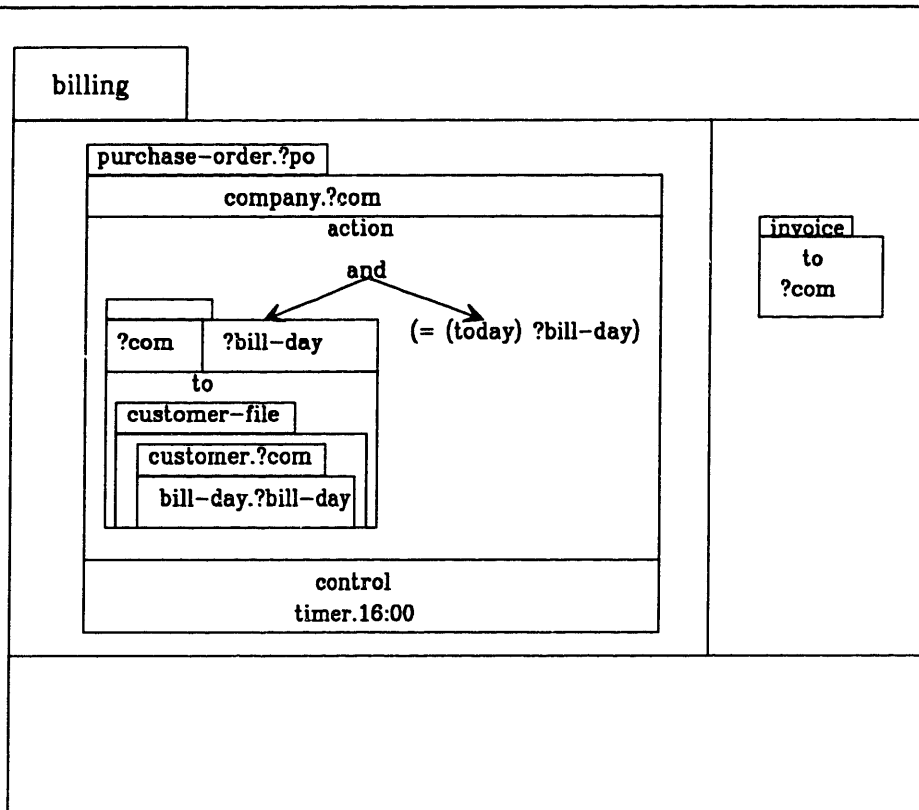 billing
purchase-order.?po
company.?com
action
and
?com ?bill-day
(= (today) ?bill-day)
to
customer-file
customer.?com
bill-day.?bill-day
control
timer.16:00
invoice
to
?com